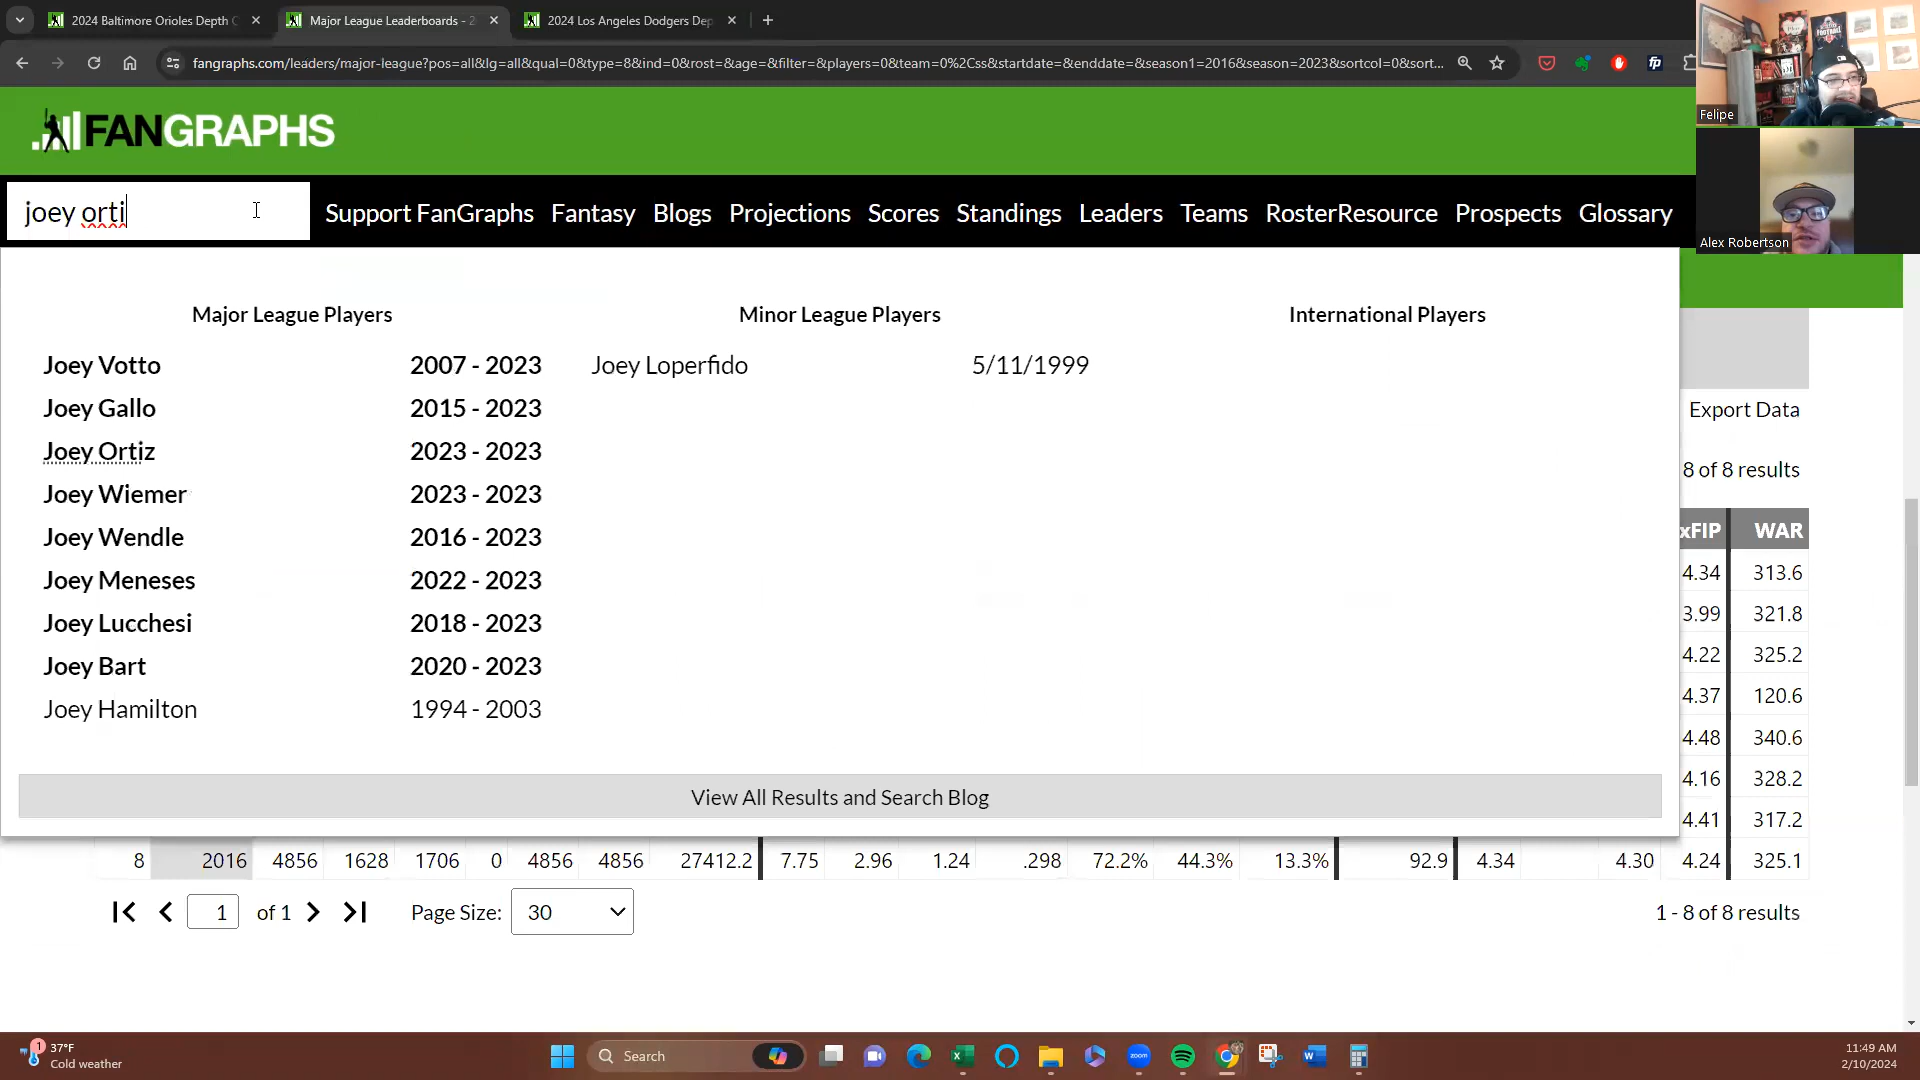 2024 Baltimore Orioles Depth C
Major League Leaderboards - 2
2024 Los Angeles Dodgers Dep
fangraphs.com/leaders/major-league?pos=all&lg=all&qual=0&type=8&ind=0&rost=&age=&filter=&players=0&team=0%2Css&startdate=&enddate=&season1=2016&season=2023&sortcol=0&sort...
Felipe
Alex Robertson
FANGRAPHS
joey orti
Support FanGraphs Fantasy Blogs Projections Scores Standings Leaders Teams RosterResource Prospects Glossary
Major League Players Minor League Players International Players
Joey Votto 2007 - 2023 Joey Loperfido 5/11/1999
Joey Gallo 2015 - 2023
Joey Ortiz 2023 - 2023
Joey Wiemer 2023 - 2023
Joey Wendle 2016 - 2023
Joey Meneses 2022 - 2023
Joey Lucchesi 2018 - 2023
Joey Bart 2020 - 2023
Joey Hamilton 1994 - 2003
View All Results and Search Blog
Export Data
8 of 8 results
xFIP WAR
4.34 313.6
3.99 321.8
4.22 325.2
4.37 120.6
4.48 340.6
4.16 328.2
4.41 317.2
8 2016 4856 1628 1706 0 4856 4856 27412.2 7.75 2.96 1.24 .298 72.2% 44.3% 13.3% 92.9 4.34 4.30 4.24 325.1
1 of 1 Page Size: 30 1 - 8 of 8 results
1 37°F
Cold weather
Search
zoom
11:49 AM
2/10/2024